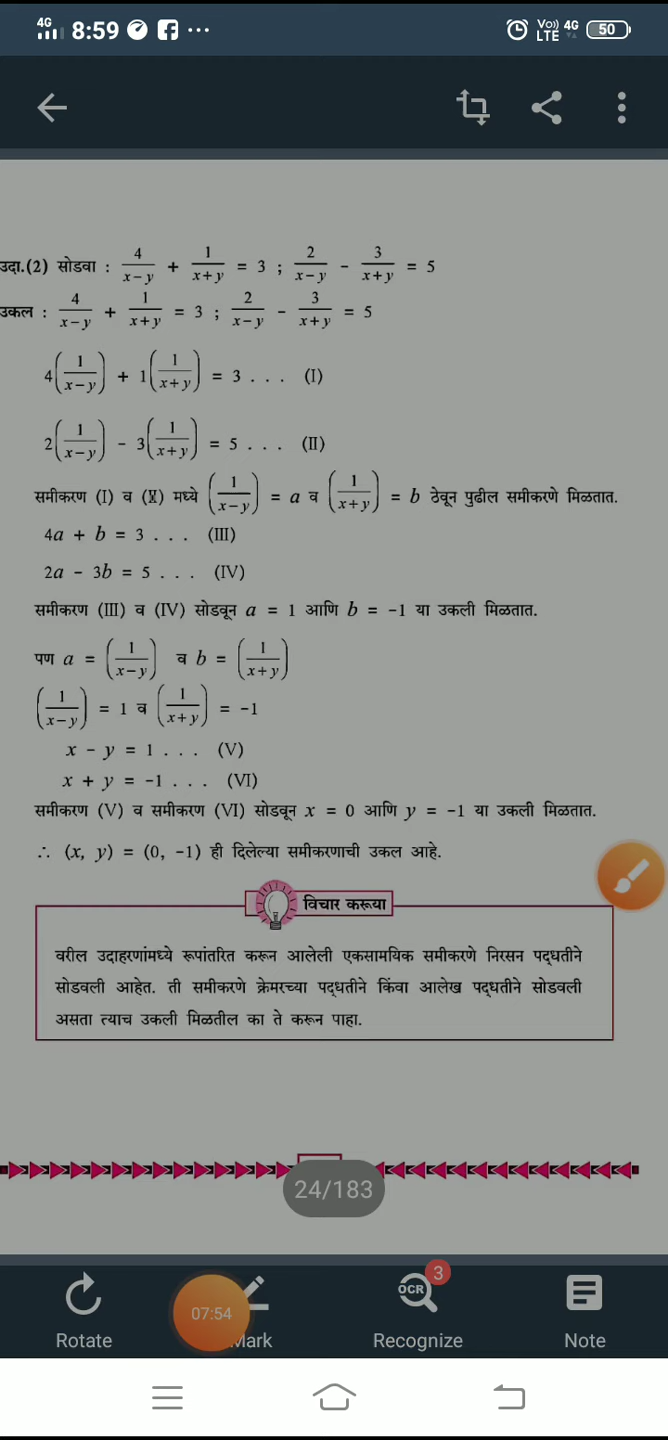 4G 8:59 ... Vo)) LTE 4G 50
उदा.(2) सोडवा : 4/(x−y) + 1/(x+y) = 3 ; 2/(x−y) − 3/(x+y) = 5
उकल : 4/(x−y) + 1/(x+y) = 3 ; 2/(x−y) − 3/(x+y) = 5
4(1/(x−y)) + 1(1/(x+y)) = 3 . . . (I)
2(1/(x−y)) − 3(1/(x+y)) = 5 . . . (II)
समीकरण (I) व (II) मध्ये (1/(x−y)) = a व (1/(x+y)) = b ठेवून पुढील समीकरणे मिळतात.
4a + b = 3 . . . (III)
2a − 3b = 5 . . . (IV)
समीकरण (III) व (IV) सोडवून a = 1 आणि b = −1 या उकली मिळतात.
पण a = (1/(x−y)) व b = (1/(x+y))
(1/(x−y)) = 1 व (1/(x+y)) = −1
x − y = 1 . . . (V)
x + y = −1 . . . (VI)
समीकरण (V) व समीकरण (VI) सोडवून x = 0 आणि y = −1 या उकली मिळतात.
∴ (x, y) = (0, −1) ही दिलेल्या समीकरणाची उकल आहे.
विचार करूया
वरील उदाहरणांमध्ये रूपांतरित करून आलेली एकसामयिक समीकरणे निरसन पद्धतीने
सोडवली आहेत. ती समीकरणे क्रेमरच्या पद्धतीने किंवा आलेख पद्धतीने सोडवली
असता त्याच उकली मिळतील का ते करून पाहा.
24/183
3
OCR
07:54
Rotate Mark Recognize Note